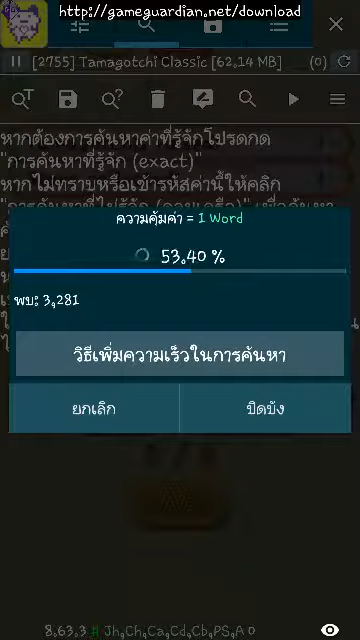 http://gameguardian.net/download
[2755] Tamagotchi Classic [62,14 MB] (0)
หากต้องการค้นหาค่าที่รู้จักโปรดกด
"การค้นหาที่รู้จัก (exact)"
หากไม่ทราบหรือเข้ารหัสค่านี้ให้คลิก
ความคุ้มค่า = 1 Word
53,40 %
พบ: 3,281
วิธีเพิ่มความเร็วในการค้นหา
ยกเลิก
ปิดบัง
8,63,3 # Jh,Ch,Ca,Cd,Cb,PS,A 0